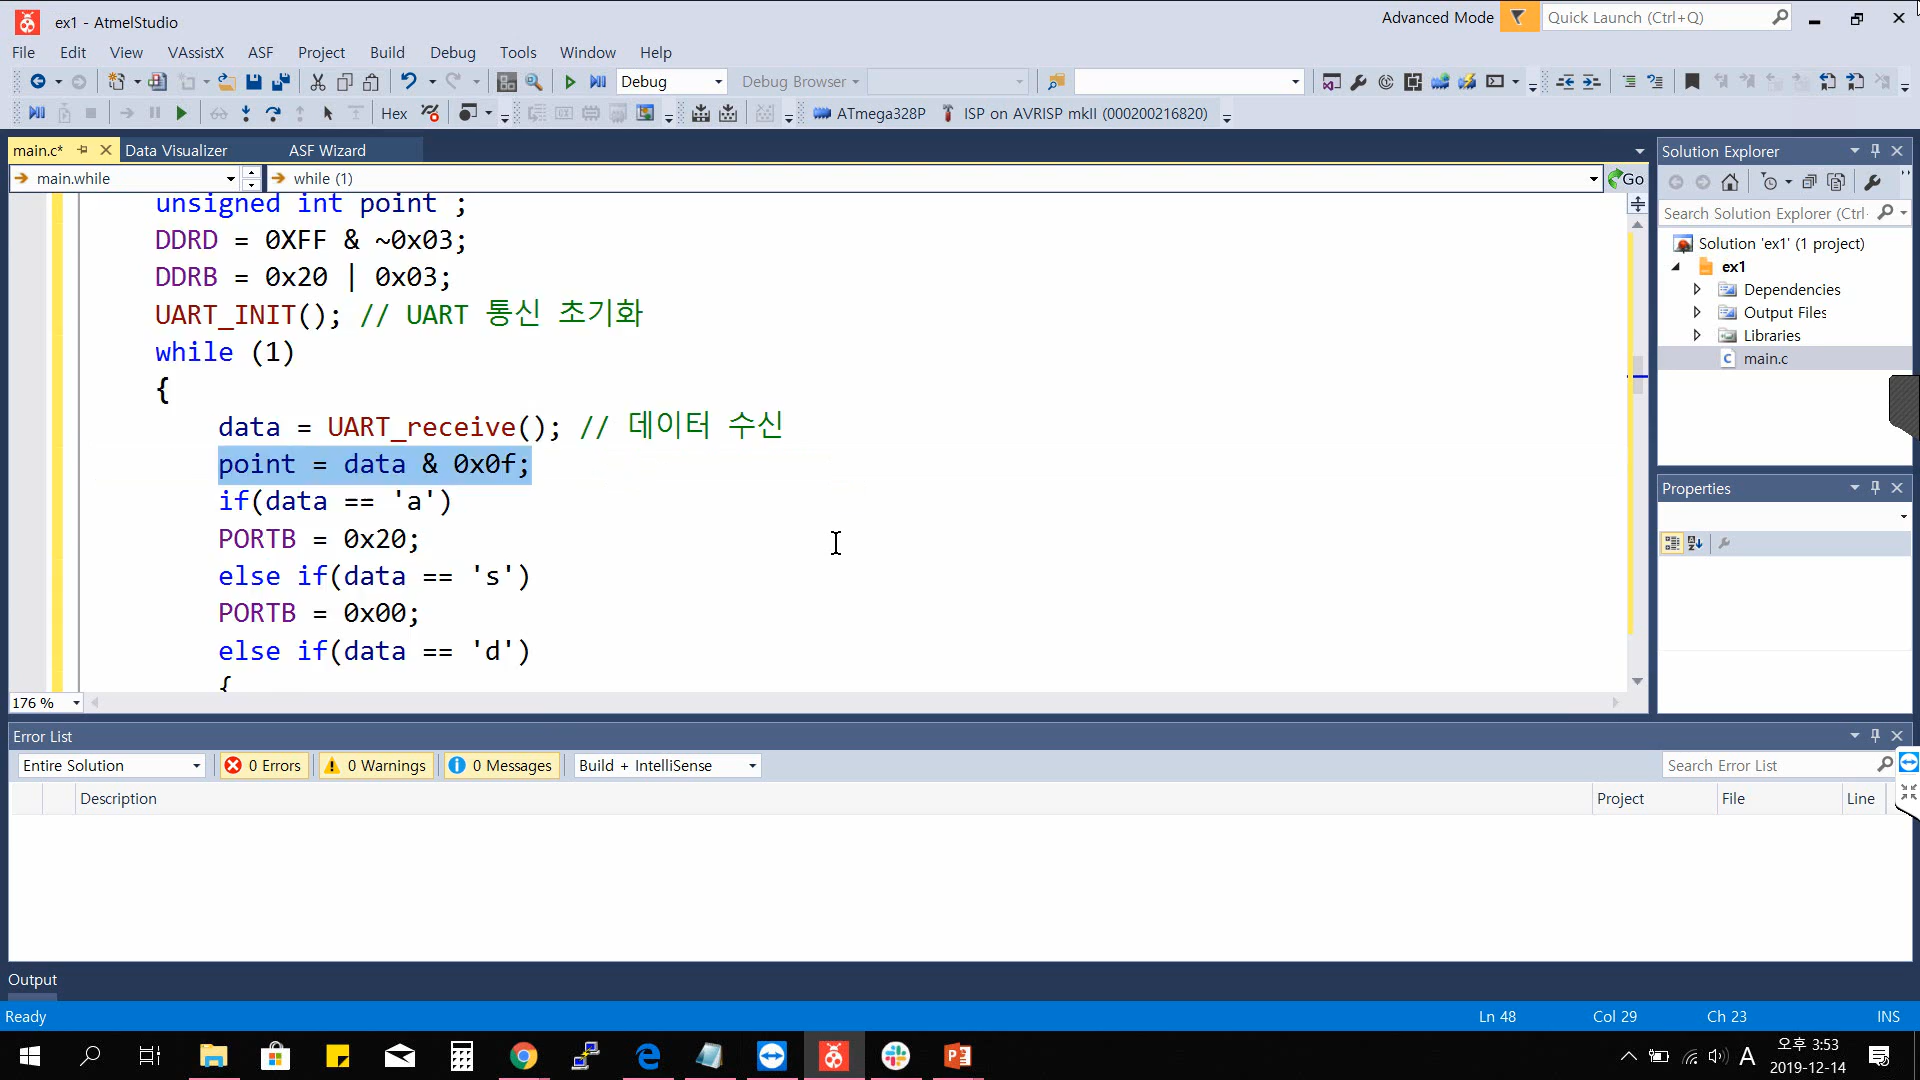 ex1 - AtmelStudio
Advanced Mode
Quick Launch (Ctrl+Q)
File Edit View VAssistX ASF Project Build Debug Tools Window Help
Debug
Debug Browser
Hex
ATmega328P
ISP on AVRISP mkII (000200216820)
main.c*
Data Visualizer
ASF Wizard
main.while
while (1)
Go
unsigned int point ;
DDRD = 0XFF & ~0x03;
DDRB = 0x20 | 0x03;
UART_INIT(); // UART 통신 초기화
while (1)
{
data = UART_receive(); // 데이터 수신
point = data & 0x0f;
if(data == 'a')
PORTB = 0x20;
else if(data == 's')
PORTB = 0x00;
else if(data == 'd')
{
176 %
Solution Explorer
Search Solution Explorer (Ctrl
Solution 'ex1' (1 project)
ex1
Dependencies
Output Files
Libraries
main.c
Properties
Error List
Entire Solution
0 Errors
0 Warnings
0 Messages
Build + IntelliSense
Search Error List
Description
Project
File
Line
Output
Ready
Ln 48
Col 29
Ch 23
INS
A
오후 3:53
2019-12-14